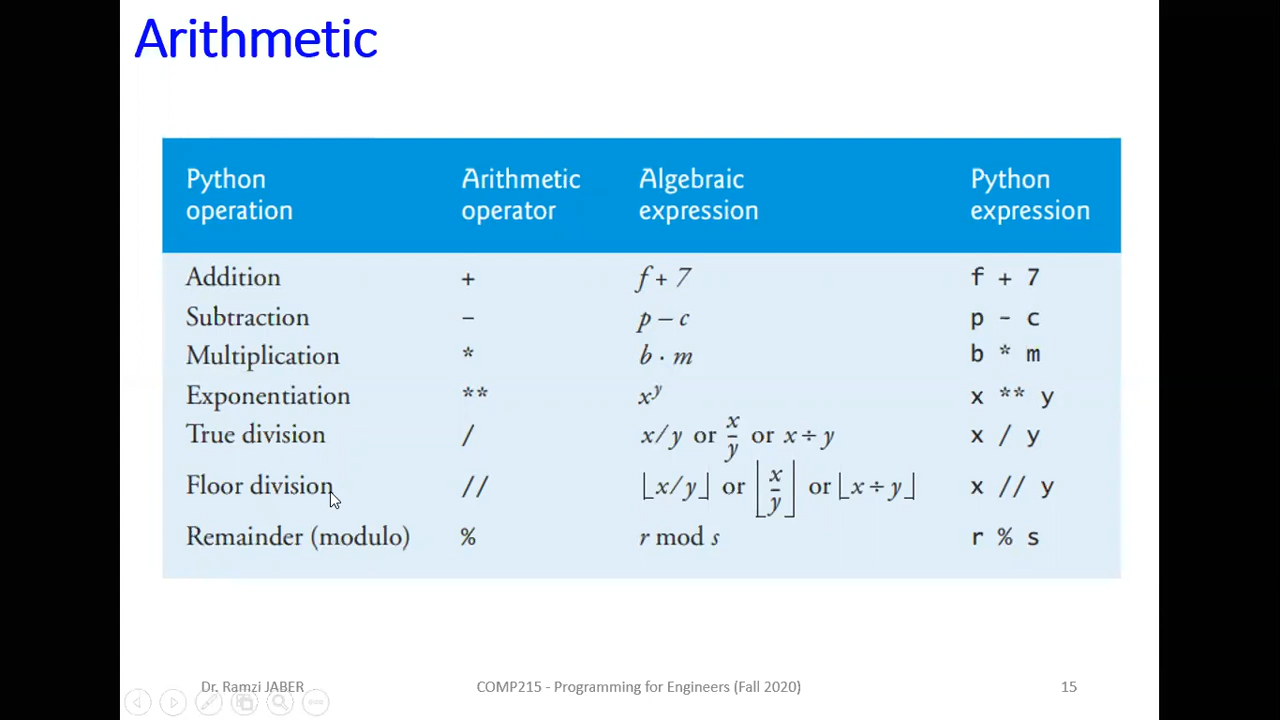 Arithmetic
Python operation Arithmetic operator Algebraic expression Python expression
Addition + f + 7 f + 7
Subtraction – p – c p - c
Multiplication * b · m b * m
Exponentiation ** xʸ x ** y
True division / x/y or x/y or x ÷ y x / y
Floor division // ⌊x/y⌋ or ⌊x/y⌋ or ⌊x ÷ y⌋ x // y
Remainder (modulo) % r mod s r % s
Dr. Ramzi JABER COMP215 - Programming for Engineers (Fall 2020) 15